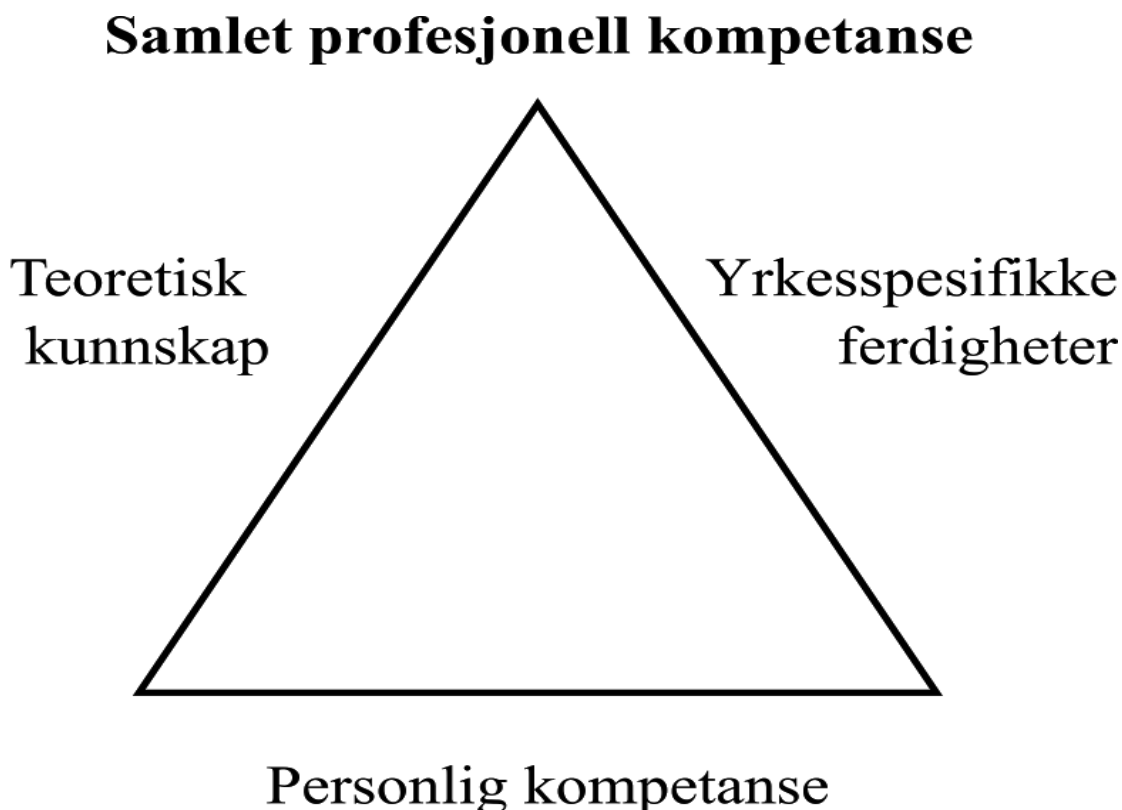 Samlet profesjonell kompetanse
Teoretisk
kunnskap
Yrkesspesifikke
ferdigheter
Personlig kompetanse